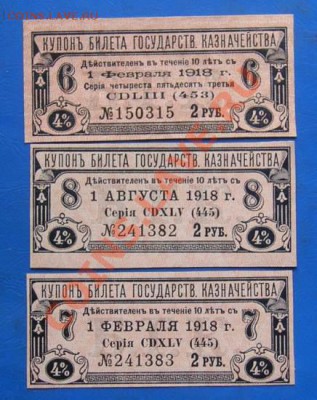 КУПОНЪ БИЛЕТА ГОСУДАРСТВ. КАЗНАЧЕЙСТВА
6
Дѣйствителенъ въ теченіе 10 лѣтъ съ
1 Февраля 1918 г.
Серія четыреста пятьдесятъ третья
CDLIII (453)
№150315 2 РУБ.
4% 4%
6
КУПОНЪ БИЛЕТА ГОСУДАРСТВ. КАЗНАЧЕЙСТВА
8
Дѣйствителенъ въ теченіе 10 лѣтъ съ
1 АВГУСТА 1918 г.
Серія CDXLV (445)
№241382 2 РУБ.
4% 4%
8
КУПОНЪ БИЛЕТА ГОСУДАРСТВ. КАЗНАЧЕЙСТВА
7
Дѣйствителенъ въ теченіе 10 лѣтъ съ
1 ФЕВРАЛЯ 1918 г.
Серія CDXLV (445)
№241383 2 РУБ.
4% 4%
7